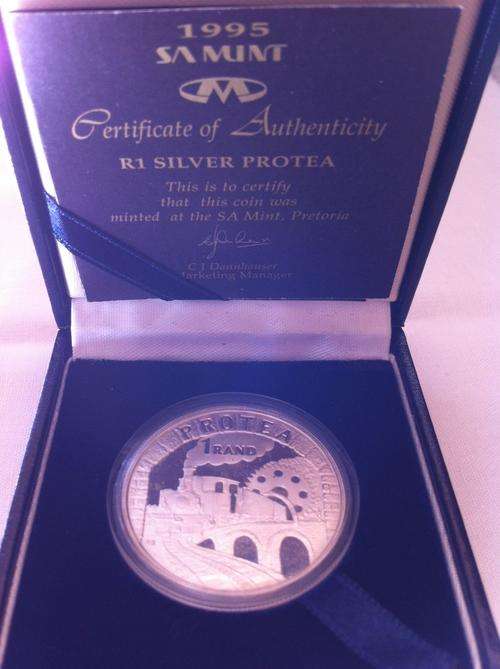 1995
SA MINT
Certificate of Authenticity
R1 SILVER PROTEA
This is to certify
that this coin was
minted at the SA Mint, Pretoria
C J Dannhauser
Marketing Manager
PROTEA
1 RAND